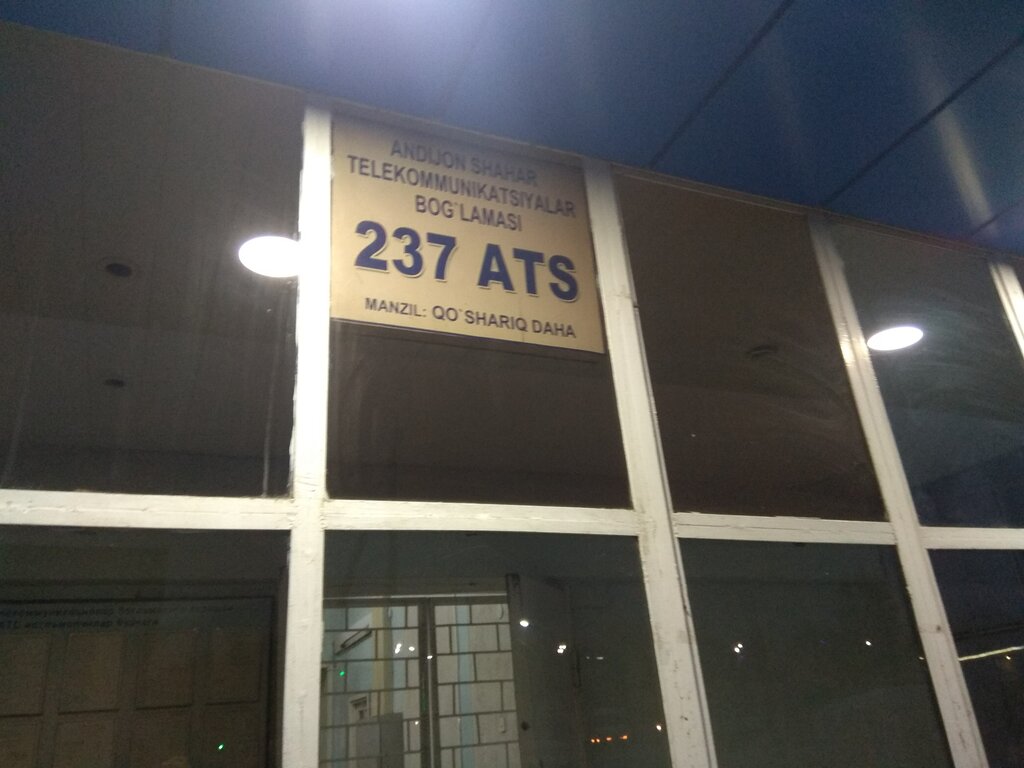 ANDIJON SHAHAR
TELEKOMMUNIKATSIYALAR
BOG`LAMASI
237 ATS
MANZIL: QO`SHARIQ DAHA